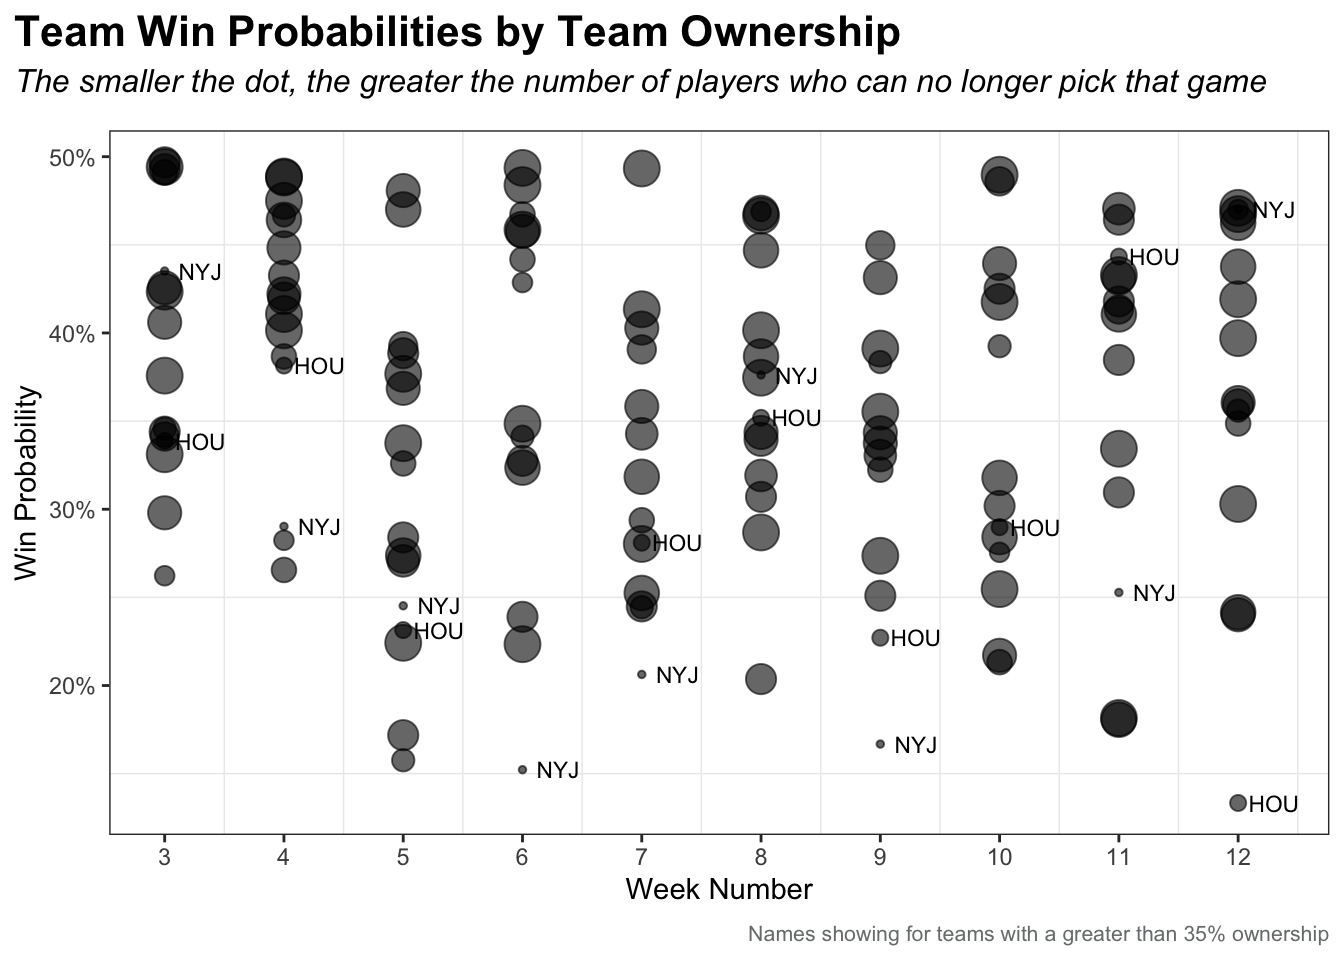 Team Win Probabilities by Team Ownership
The smaller the dot, the greater the number of players who can no longer pick that game
50%
NYJ
HOU
NYJ
40%
HOU
NYJ
HOU
HOU
30%
NYJ
HOU
HOU
NYJ
NYJ
HOU
HOU
20%
NYJ
NYJ
NYJ
HOU
Win Probability
3 4 5 6 7 8 9 10 11 12
Week Number
Names showing for teams with a greater than 35% ownership